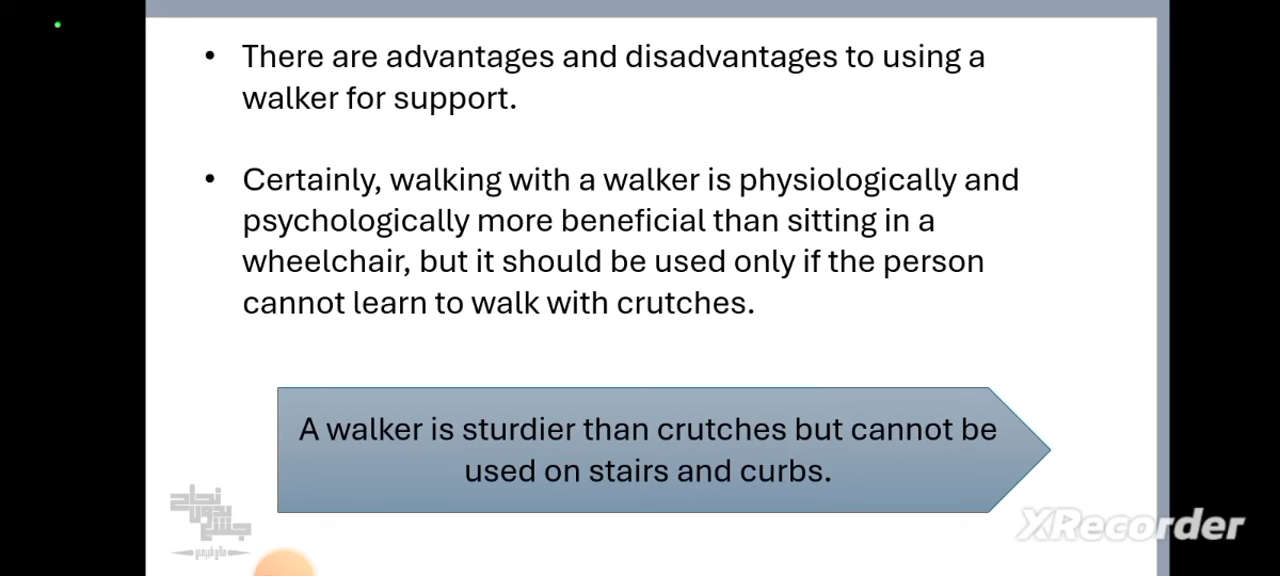 • There are advantages and disadvantages to using a
walker for support.
• Certainly, walking with a walker is physiologically and
psychologically more beneficial than sitting in a
wheelchair, but it should be used only if the person
cannot learn to walk with crutches.
A walker is sturdier than crutches but cannot be
used on stairs and curbs.
نجاح
بدون
XRecorder